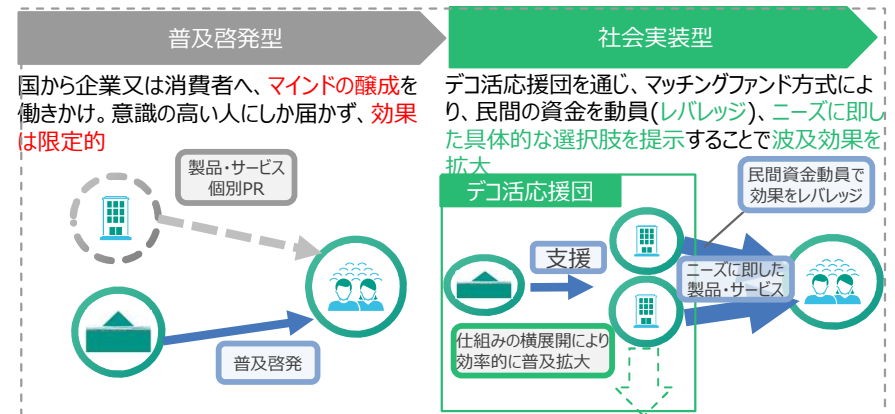 普及啓発型
国から企業又は消費者へ、マインドの醸成を
働きかけ。意識の高い人にしか届かず、効果
は限定的
製品・サービス
個別PR
普及啓発
社会実装型
デコ活応援団を通じ、マッチングファンド方式によ
り、民間の資金を動員(レバレッジ)、ニーズに即し
た具体的な選択肢を提示することで波及効果を
拡大
デコ活応援団
民間資金動員で
効果をレバレッジ
支援
ニーズに即した
製品・サービス
仕組みの横展開により
効率的に普及拡大